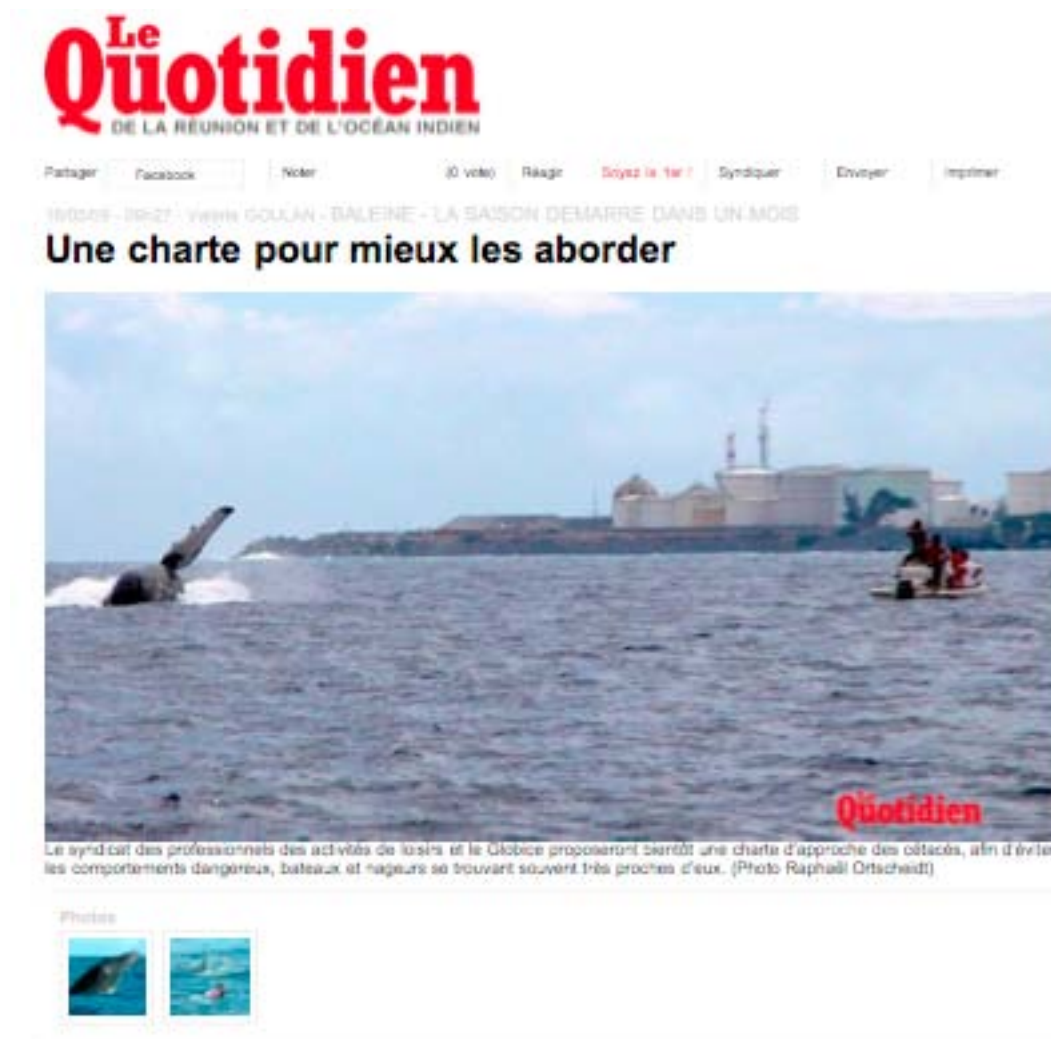 Le
Quotidien
DE LA RÉUNION ET DE L'OCÉAN INDIEN
Partager Facebook Noter (0 vote) Réagir Soyez le 1er ! Syndiquer Envoyer Imprimer
GOULAN - BALEINE - LA SAISON DEMARRE DANS UN MOIS
Une charte pour mieux les aborder
Le Quotidien
Le syndicat des professionnels des activités de loisirs et le Globice proposeront bientôt une charte d'approche des cétacés, afin d'éviter
les comportements dangereux, bateaux et nageurs se trouvant souvent très proches d'eux. (Photo Raphaël Ortscheidt)
Photos